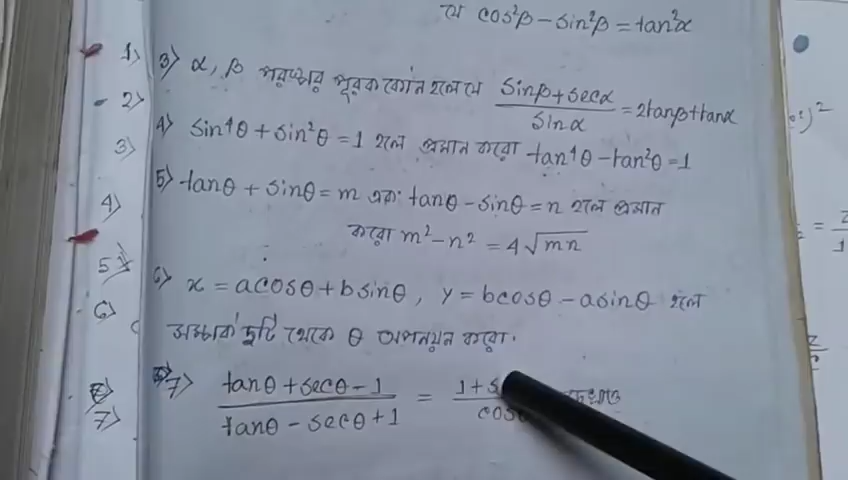 যে cos²β − sin²β = tan²α
1) 3) α, β পরস্পর পূরক কোন হলে যে (sinβ + secα)/sinα = 2tanβ + tanα
2)
4) sin⁴θ + sin²θ = 1 হলে প্রমান করো tan⁴θ − tan²θ = 1
3)
5) tanθ + sinθ = m এবং tanθ − sinθ = n হলে প্রমান
4)
করো m² − n² = 4√mn
5)
6) x = acosθ + bsinθ, y = bcosθ − asinθ হলে
6)
সম্পর্ক দুটি থেকে θ অপনয়ন করো।
7) (tanθ + secθ − 1)/(tanθ − secθ + 1) = (1 + s)/cos
7)